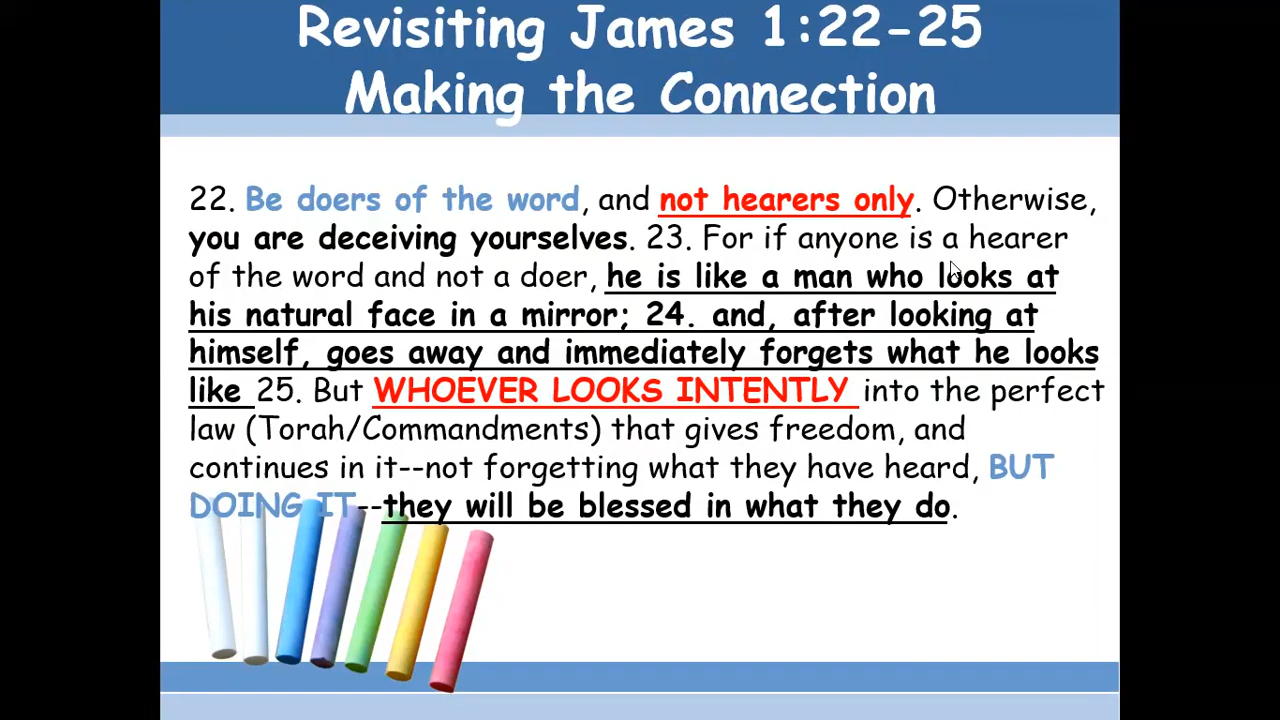 Revisiting James 1:22-25
Making the Connection
22. Be doers of the word, and not hearers only. Otherwise,
you are deceiving yourselves. 23. For if anyone is a hearer
of the word and not a doer, he is like a man who looks at
his natural face in a mirror; 24. and, after looking at
himself, goes away and immediately forgets what he looks
like 25. But WHOEVER LOOKS INTENTLY into the perfect
law (Torah/Commandments) that gives freedom, and
continues in it--not forgetting what they have heard, BUT
DOING IT--they will be blessed in what they do.